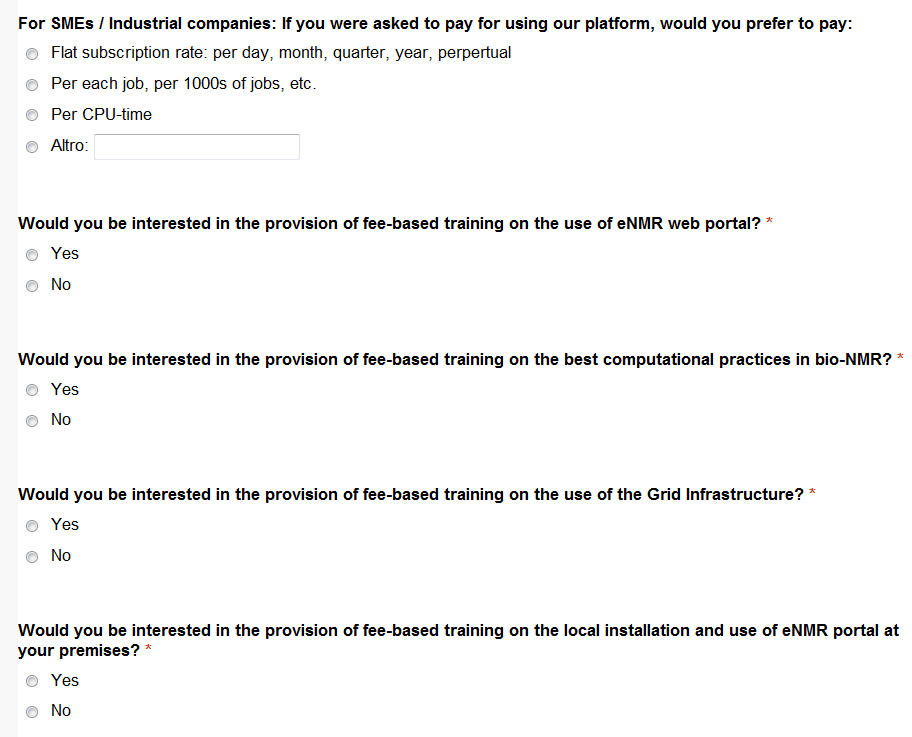 For SMEs / Industrial companies: If you were asked to pay for using our platform, would you prefer to pay:
Flat subscription rate: per day, month, quarter, year, perpertual
Per each job, per 1000s of jobs, etc.
Per CPU-time
Altro:
Would you be interested in the provision of fee-based training on the use of eNMR web portal? *
Yes
No
Would you be interested in the provision of fee-based training on the best computational practices in bio-NMR? *
Yes
No
Would you be interested in the provision of fee-based training on the use of the Grid Infrastructure? *
Yes
No
Would you be interested in the provision of fee-based training on the local installation and use of eNMR portal at
your premises? *
Yes
No